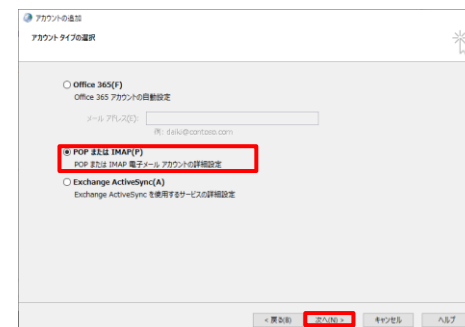 アカウントの追加
アカウント タイプの選択
Office 365(F)
Office 365 アカウントの自動設定
メール アドレス(E):
例: daiki@contoso.com
POP または IMAP(P)
POP または IMAP 電子メール アカウントの詳細設定
Exchange ActiveSync(A)
Exchange ActiveSync を使用するサービスの詳細設定
< 戻る(B) 次へ(N) > キャンセル ヘルプ